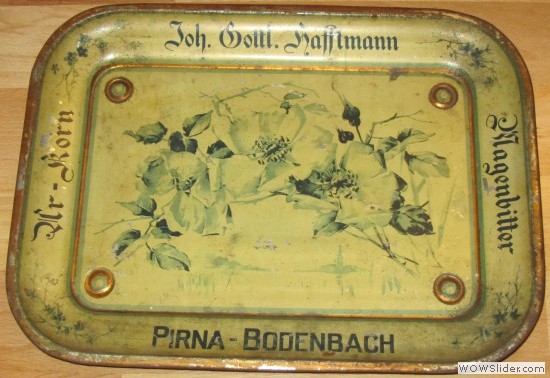 Joh. Gottl. Hafftmann
Ur-Korn
Magenbitter
PIRNA-BODENBACH
WOWSlider.com